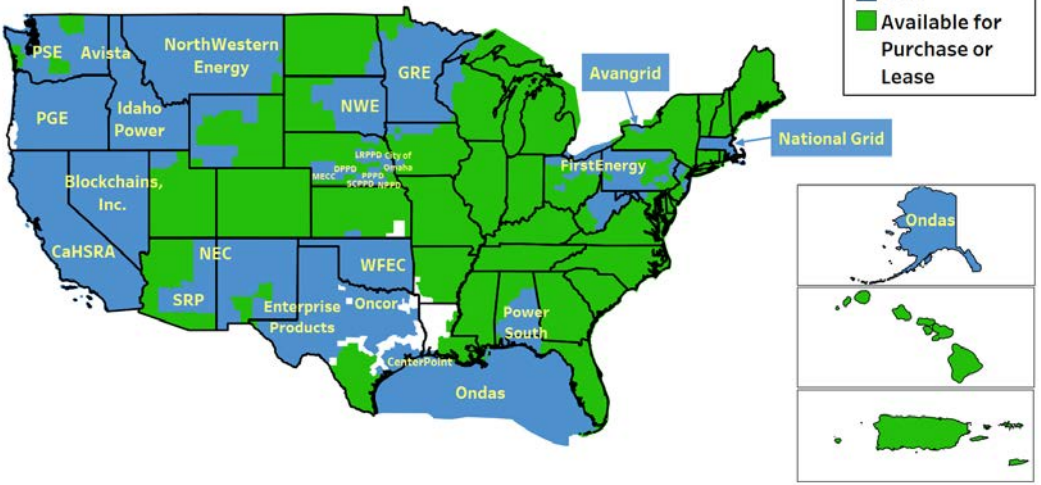 Available for
Purchase or
Lease
PSE
Avista
NorthWestern
Energy
GRE
Avangrid
PGE
Idaho
Power
NWE
National Grid
LRPPD
City of
Omaha
DPPD
MECC
PPPD
SCPPD
NPPD
FirstEnergy
Blockchains,
Inc.
Ondas
CaHSRA
NEC
WFEC
SRP
Enterprise
Products
Oncor
Power
South
CenterPoint
Ondas